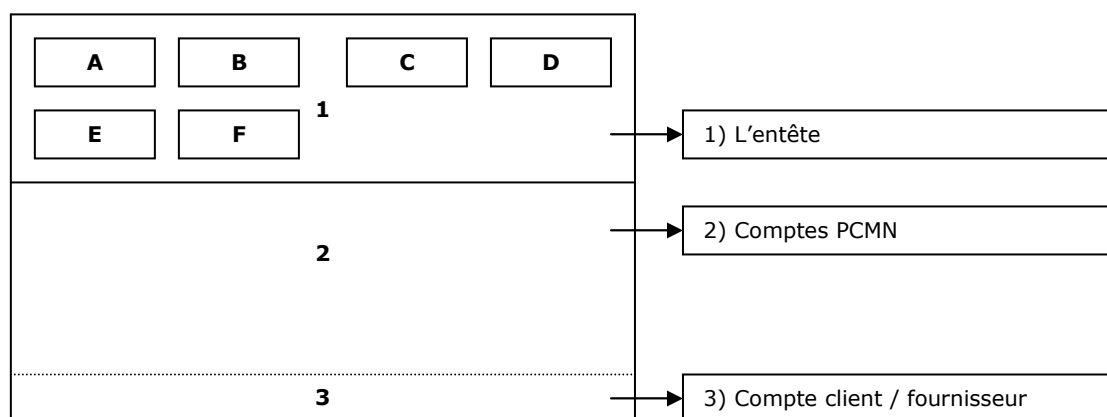 A B C D
1
E F
1) L'entête
2) Comptes PCMN
2
3
3) Compte client / fournisseur